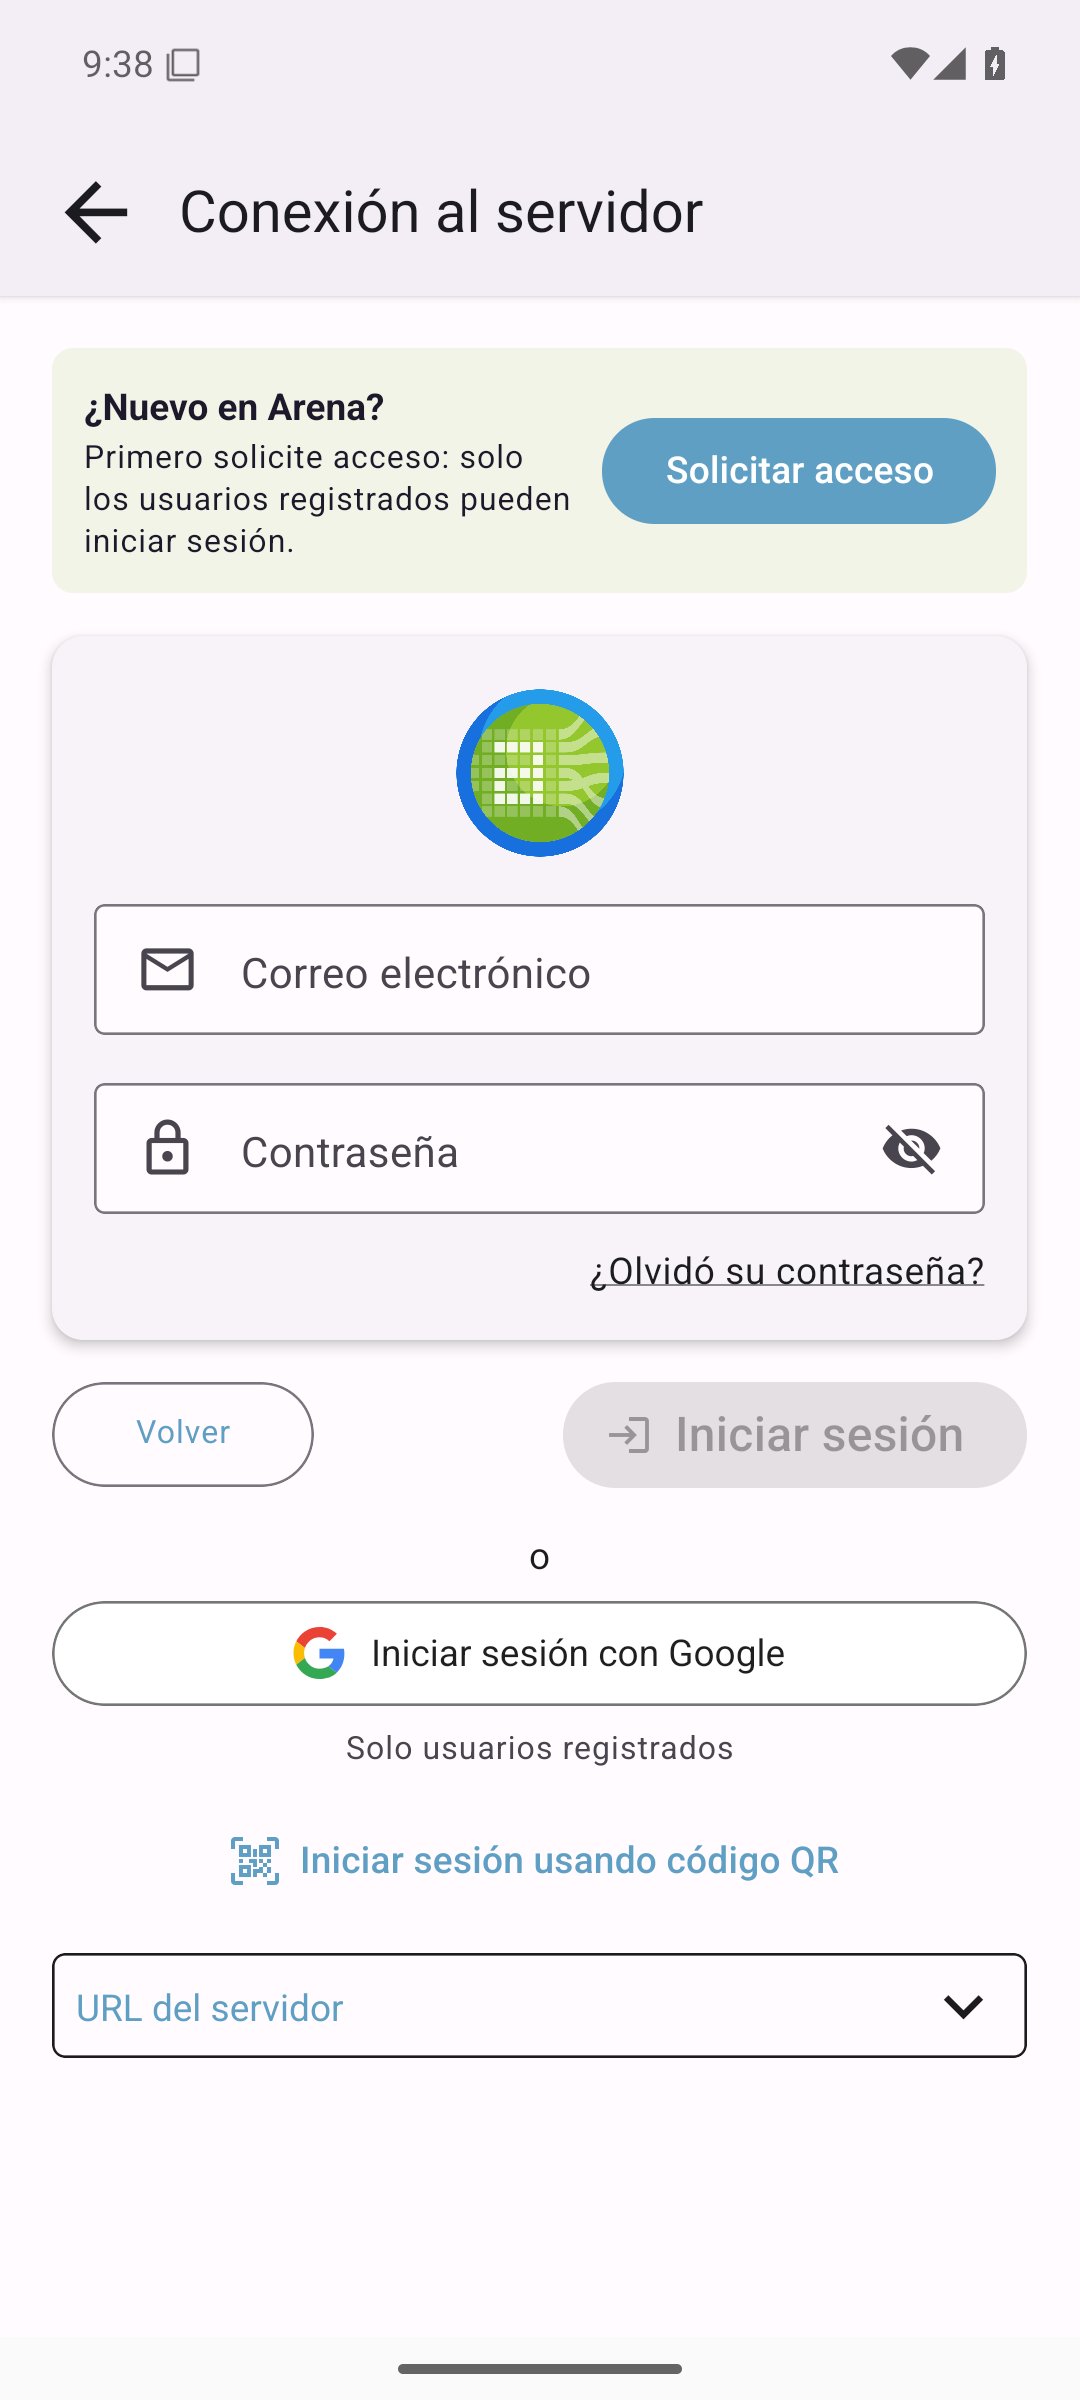 9:38
Conexión al servidor
¿Nuevo en Arena?
Primero solicite acceso: solo
los usuarios registrados pueden
iniciar sesión.
Solicitar acceso
Correo electrónico
Contraseña
¿Olvidó su contraseña?
Volver
Iniciar sesión
o
Iniciar sesión con Google
Solo usuarios registrados
Iniciar sesión usando código QR
URL del servidor